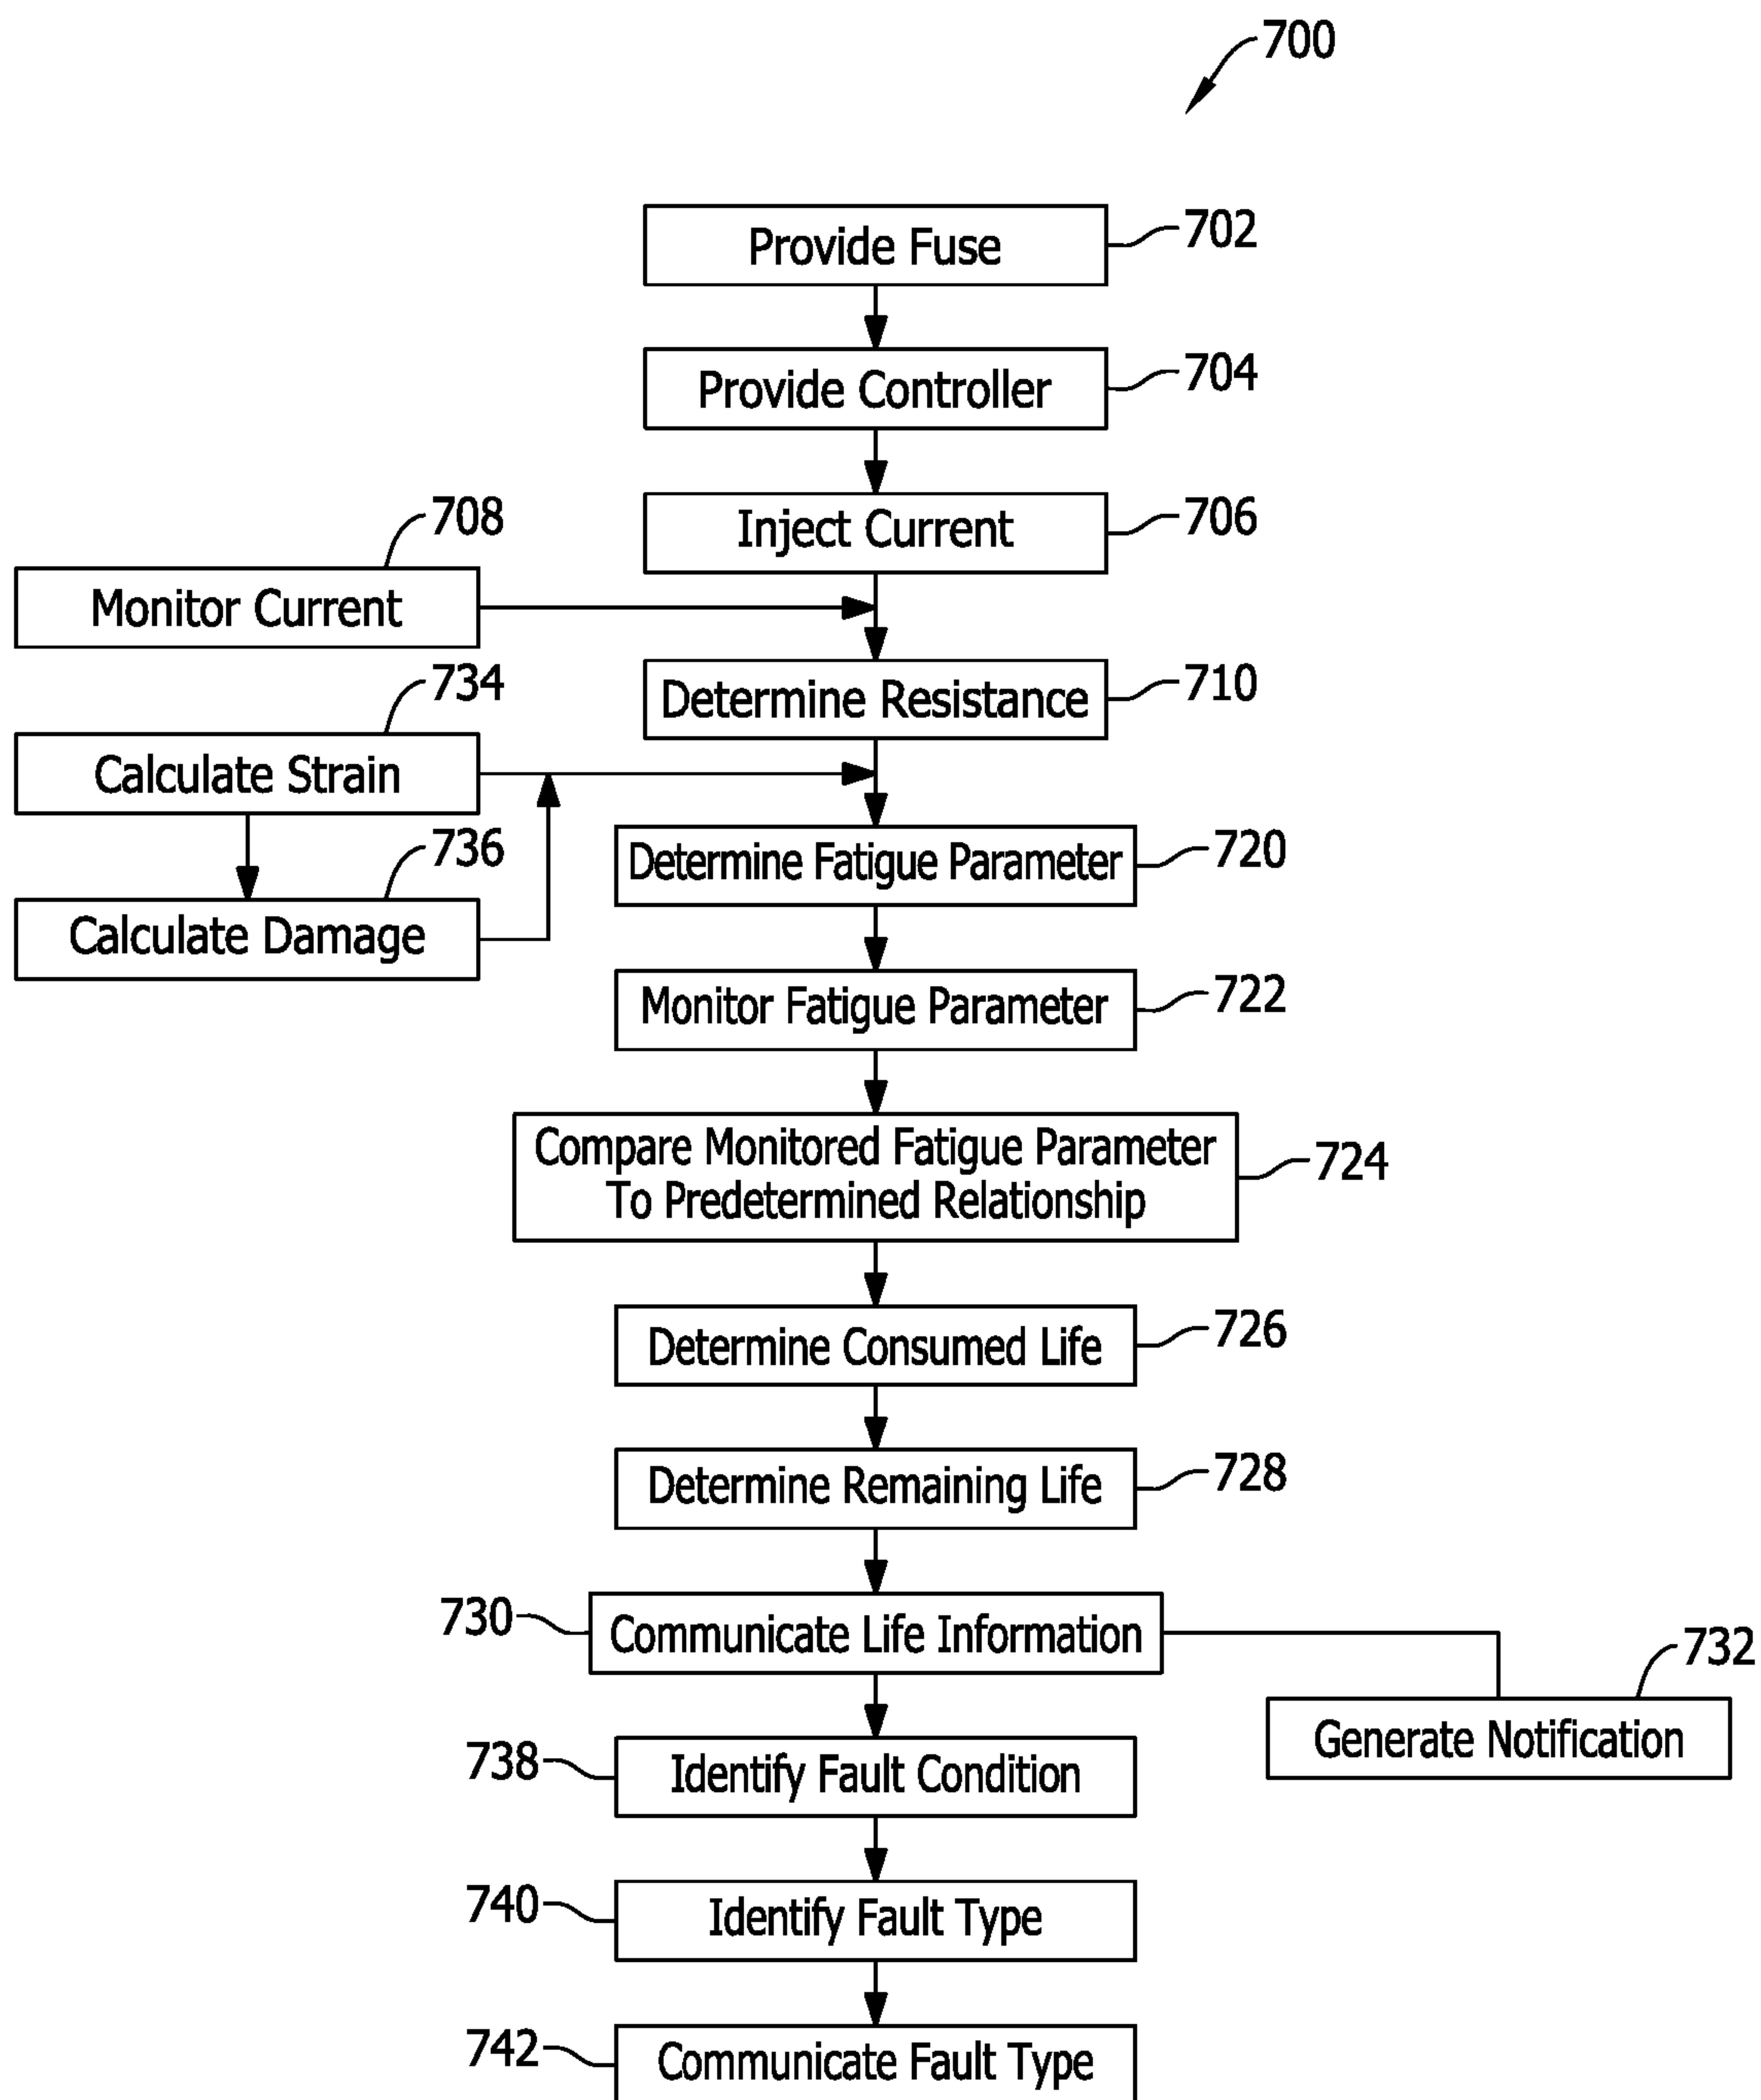 700
Provide Fuse
702
Provide Controller
704
Inject Current
706
708
Monitor Current
Determine Resistance
710
734
Calculate Strain
Determine Fatigue Parameter
720
736
Calculate Damage
Monitor Fatigue Parameter
722
Compare Monitored Fatigue Parameter
To Predetermined Relationship
724
Determine Consumed Life
726
Determine Remaining Life
728
730
Communicate Life Information
732
Generate Notification
738
Identify Fault Condition
740
Identify Fault Type
742
Communicate Fault Type